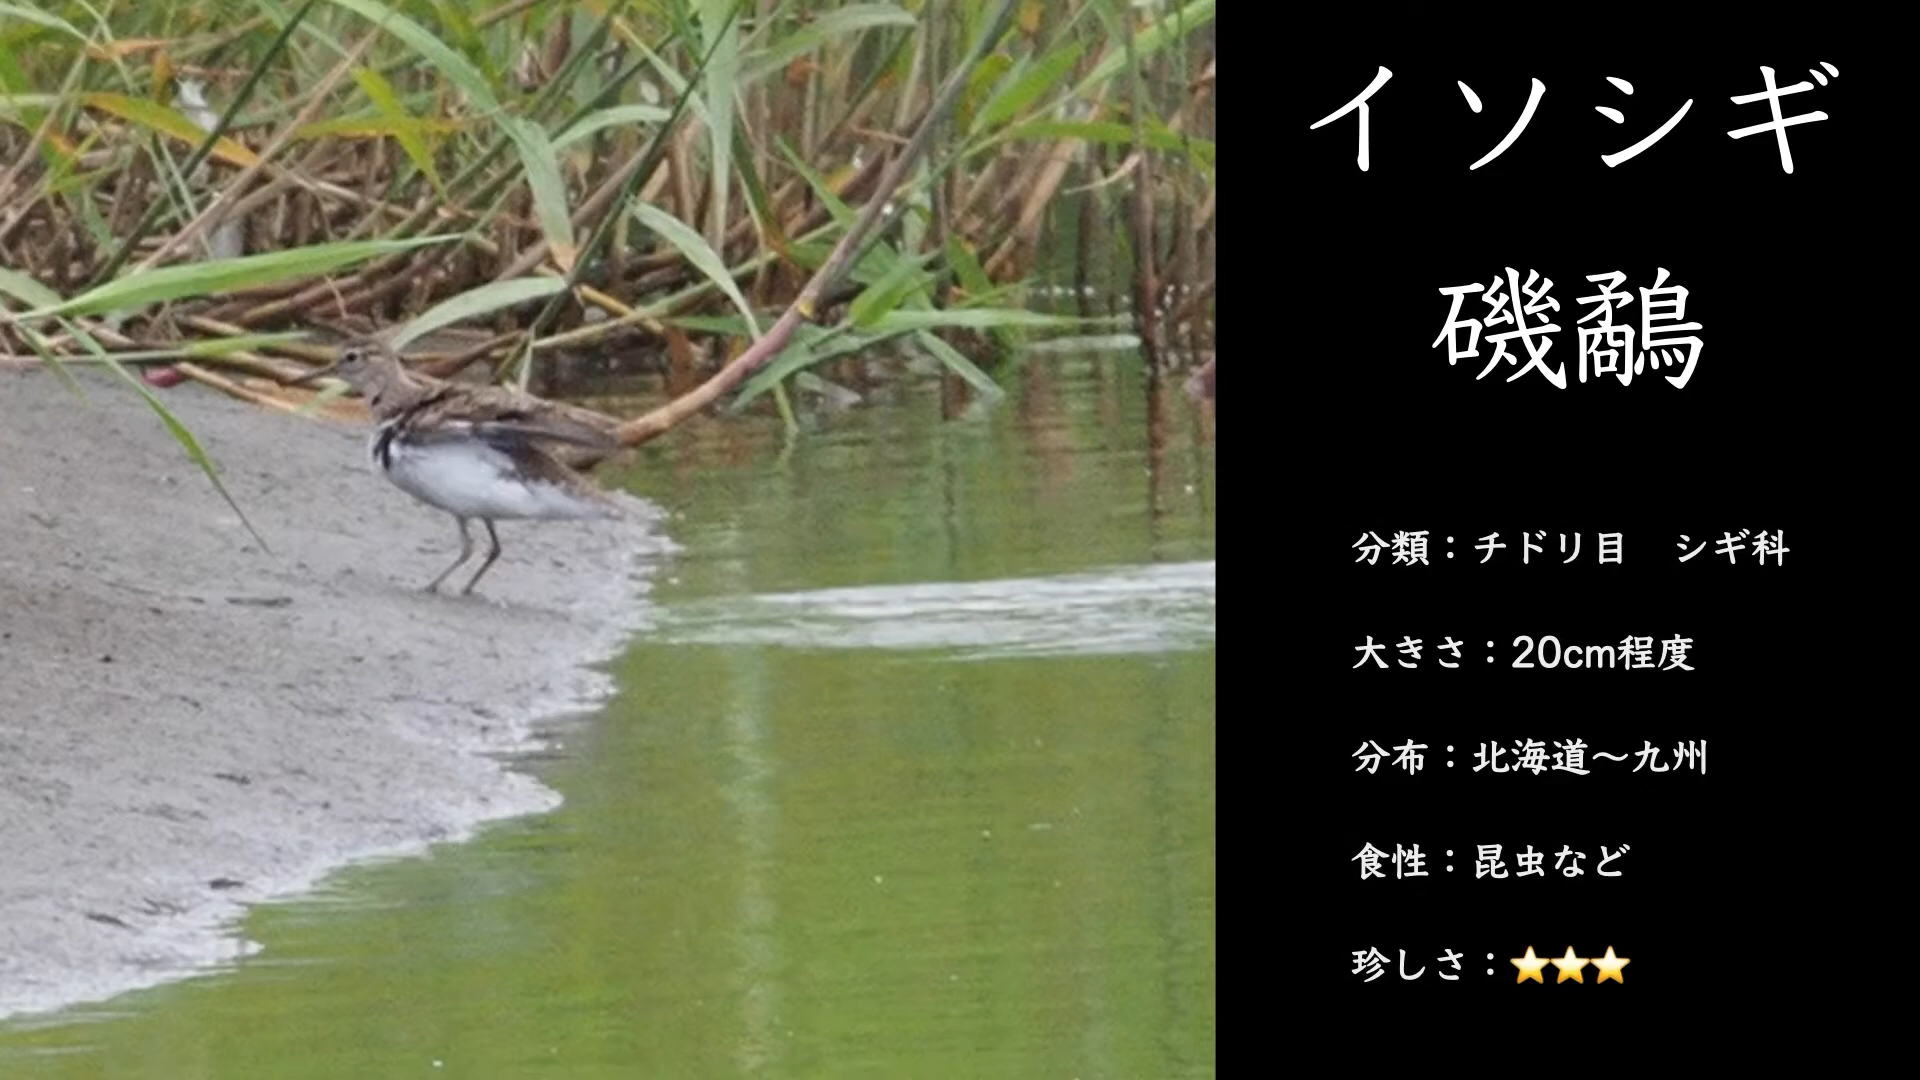 イソシギ
磯鷸
分類：チドリ目　シギ科
大きさ：20cm程度
分布：北海道〜九州
食性：昆虫など
珍しさ：⭐⭐⭐